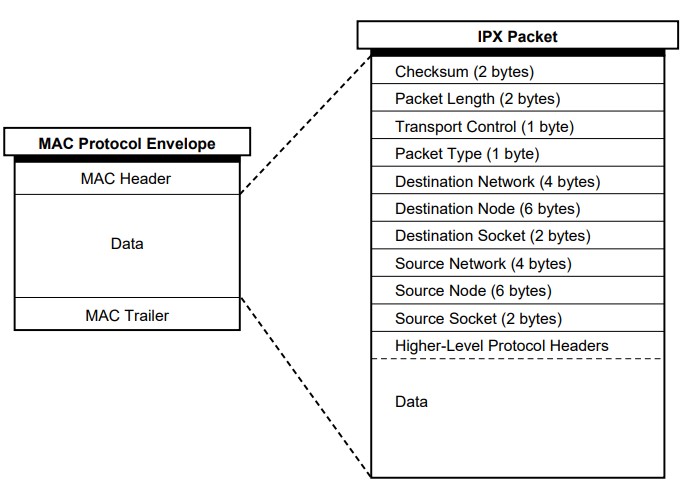 IPX Packet
Checksum (2 bytes)
Packet Length (2 bytes)
Transport Control (1 byte)
Packet Type (1 byte)
Destination Network (4 bytes)
Destination Node (6 bytes)
Destination Socket (2 bytes)
Source Network (4 bytes)
Source Node (6 bytes)
Source Socket (2 bytes)
Higher-Level Protocol Headers
Data
MAC Protocol Envelope
MAC Header
Data
MAC Trailer